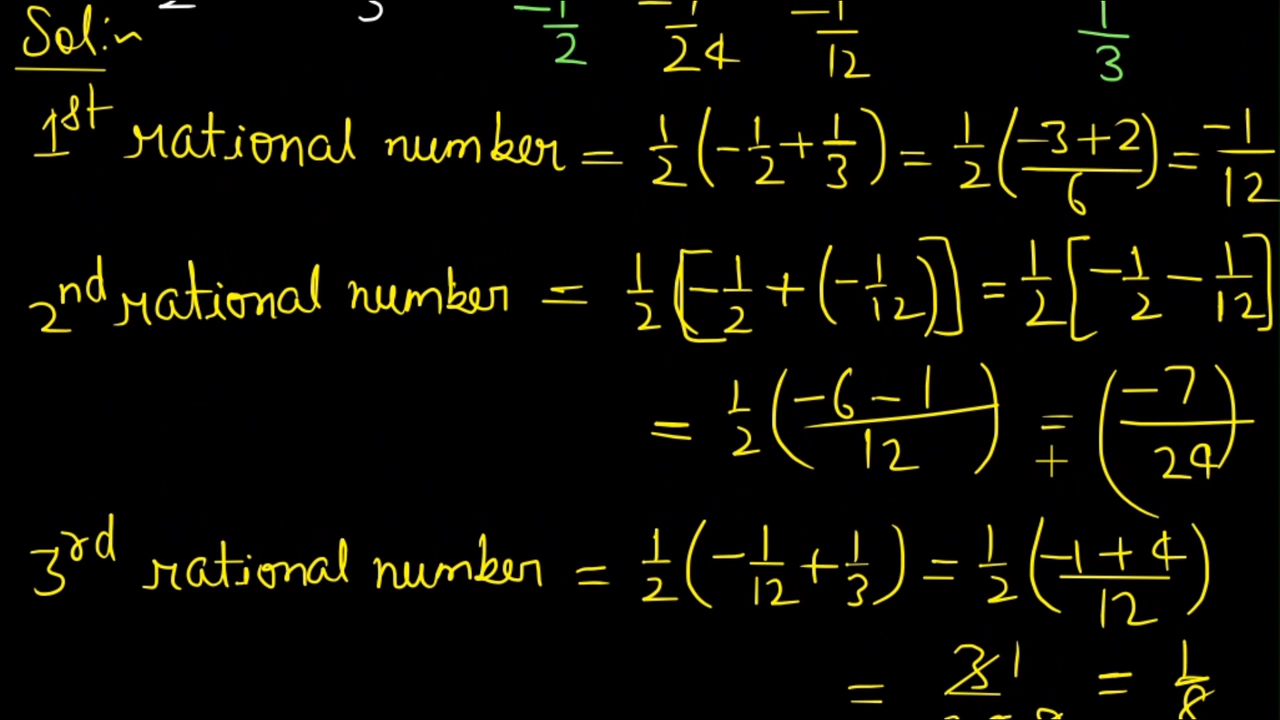 Sol:n -1/2 -1/24 -1/12 1/3
1st rational number = 1/2(-1/2+1/3) = 1/2((-3+2)/6) = -1/12
2nd rational number = 1/2[-1/2+(-1/12)] = 1/2[-1/2-1/12]
= 1/2((-6-1)/12) = + (-7/24)
3rd rational number = 1/2(-1/12+1/3) = 1/2((-1+4)/12)
= 3 1 = 1/8